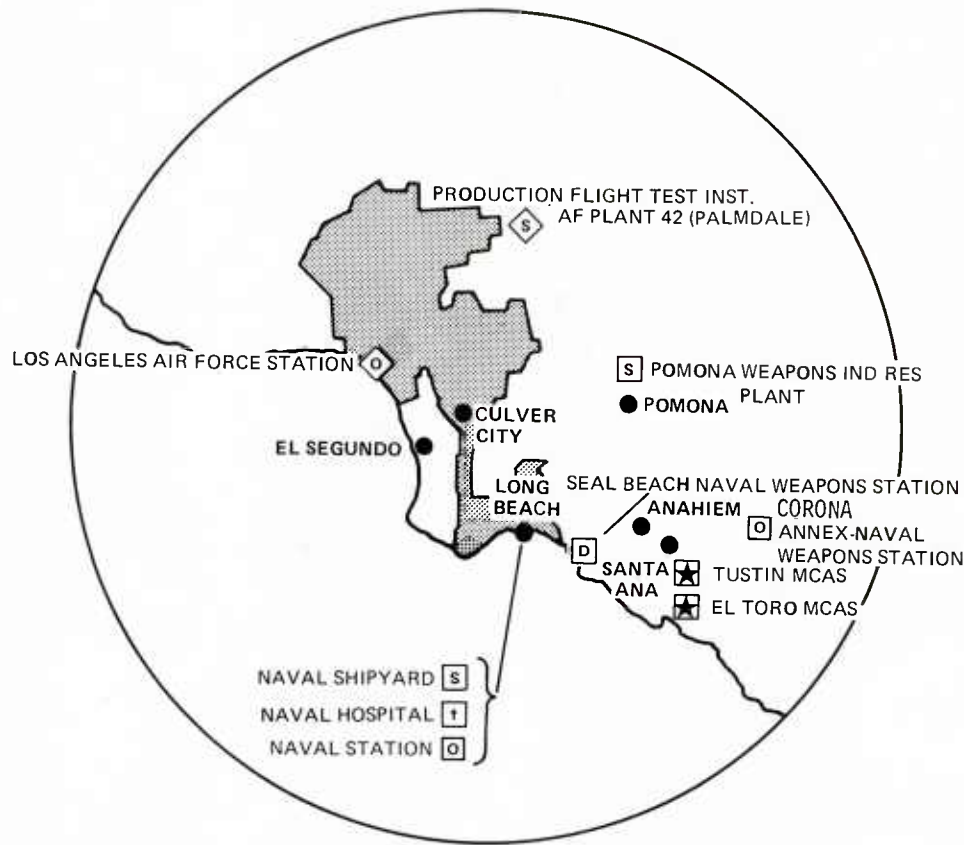 PRODUCTION FLIGHT TEST INST.
AF PLANT 42 (PALMDALE)
S
LOS ANGELES AIR FORCE STATION
O
S
POMONA WEAPONS IND RES
PLANT
POMONA
CULVER
CITY
EL SEGUNDO
LONG
BEACH
SEAL BEACH NAVAL WEAPONS STATION
ANAHIEM
O
CORONA
ANNEX-NAVAL
WEAPONS STATION
D
SANTA
ANA
TUSTIN MCAS
EL TORO MCAS
NAVAL SHIPYARD S
NAVAL HOSPITAL †
NAVAL STATION O